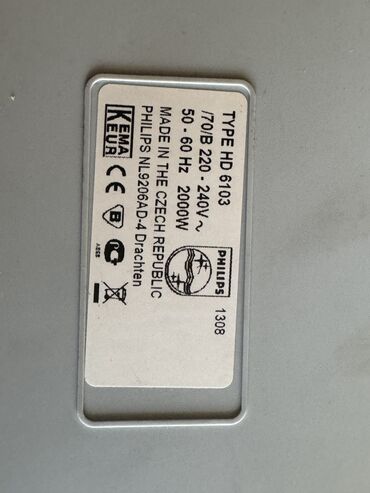 TYPE HD 6103
/70/B 220 - 240V~
50 - 60 Hz 2000W
MADE IN THE CZECH REPUBLIC
PHILIPS NL9206AD-4 Drachten
PHILIPS
1308
KEMA
KEUR
CE
B